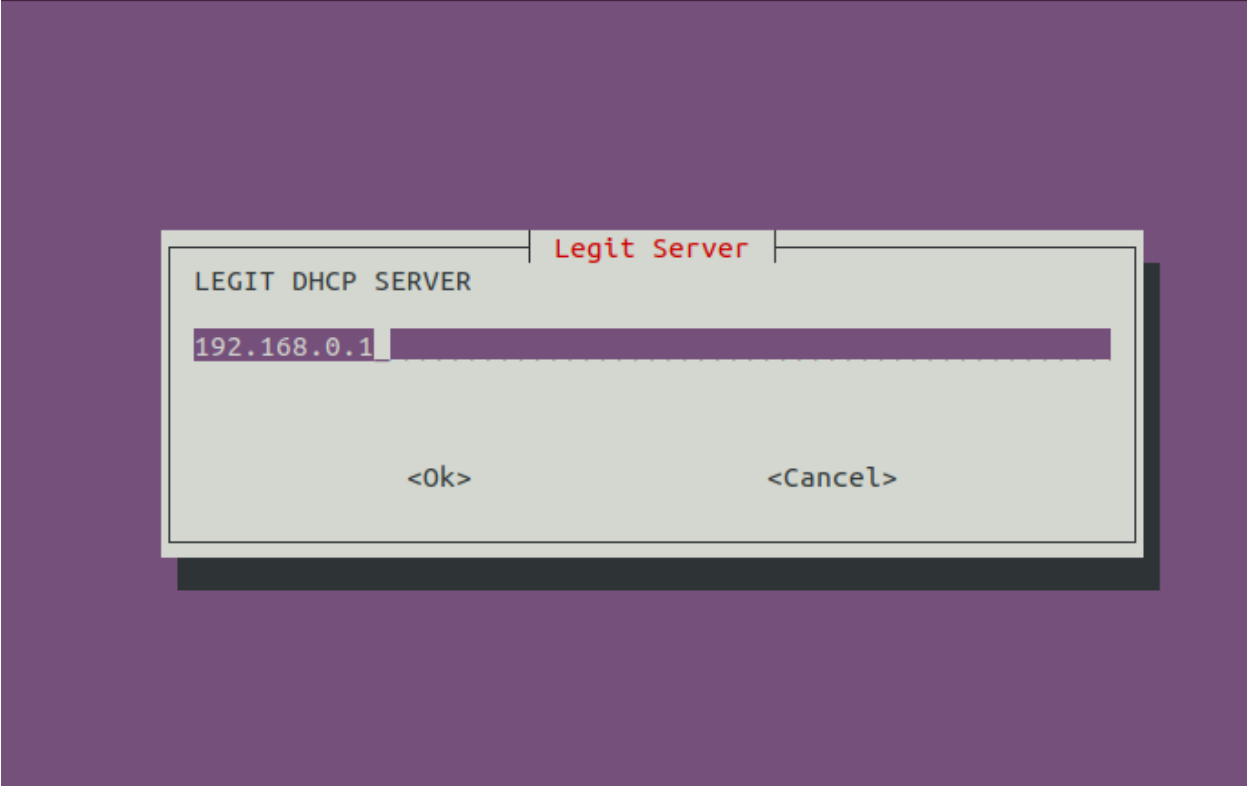 Legit Server
LEGIT DHCP SERVER
192.168.0.1
<Ok> <Cancel>